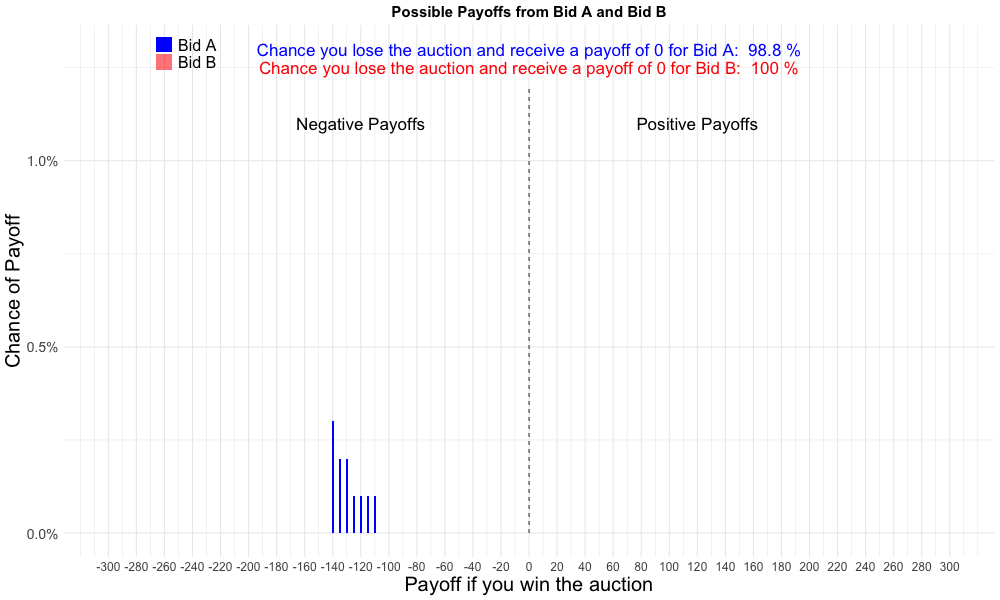 Possible Payoffs from Bid A and Bid B
Bid A
Bid B
Chance you lose the auction and receive a payoff of 0 for Bid A:  98.8 %
Chance you lose the auction and receive a payoff of 0 for Bid B:  100 %
Negative Payoffs
Positive Payoffs
Chance of Payoff
1.0%
0.5%
0.0%
-300 -280 -260 -240 -220 -200 -180 -160 -140 -120 -100 -80 -60 -40 -20 0 20 40 60 80 100 120 140 160 180 200 220 240 260 280 300
Payoff if you win the auction